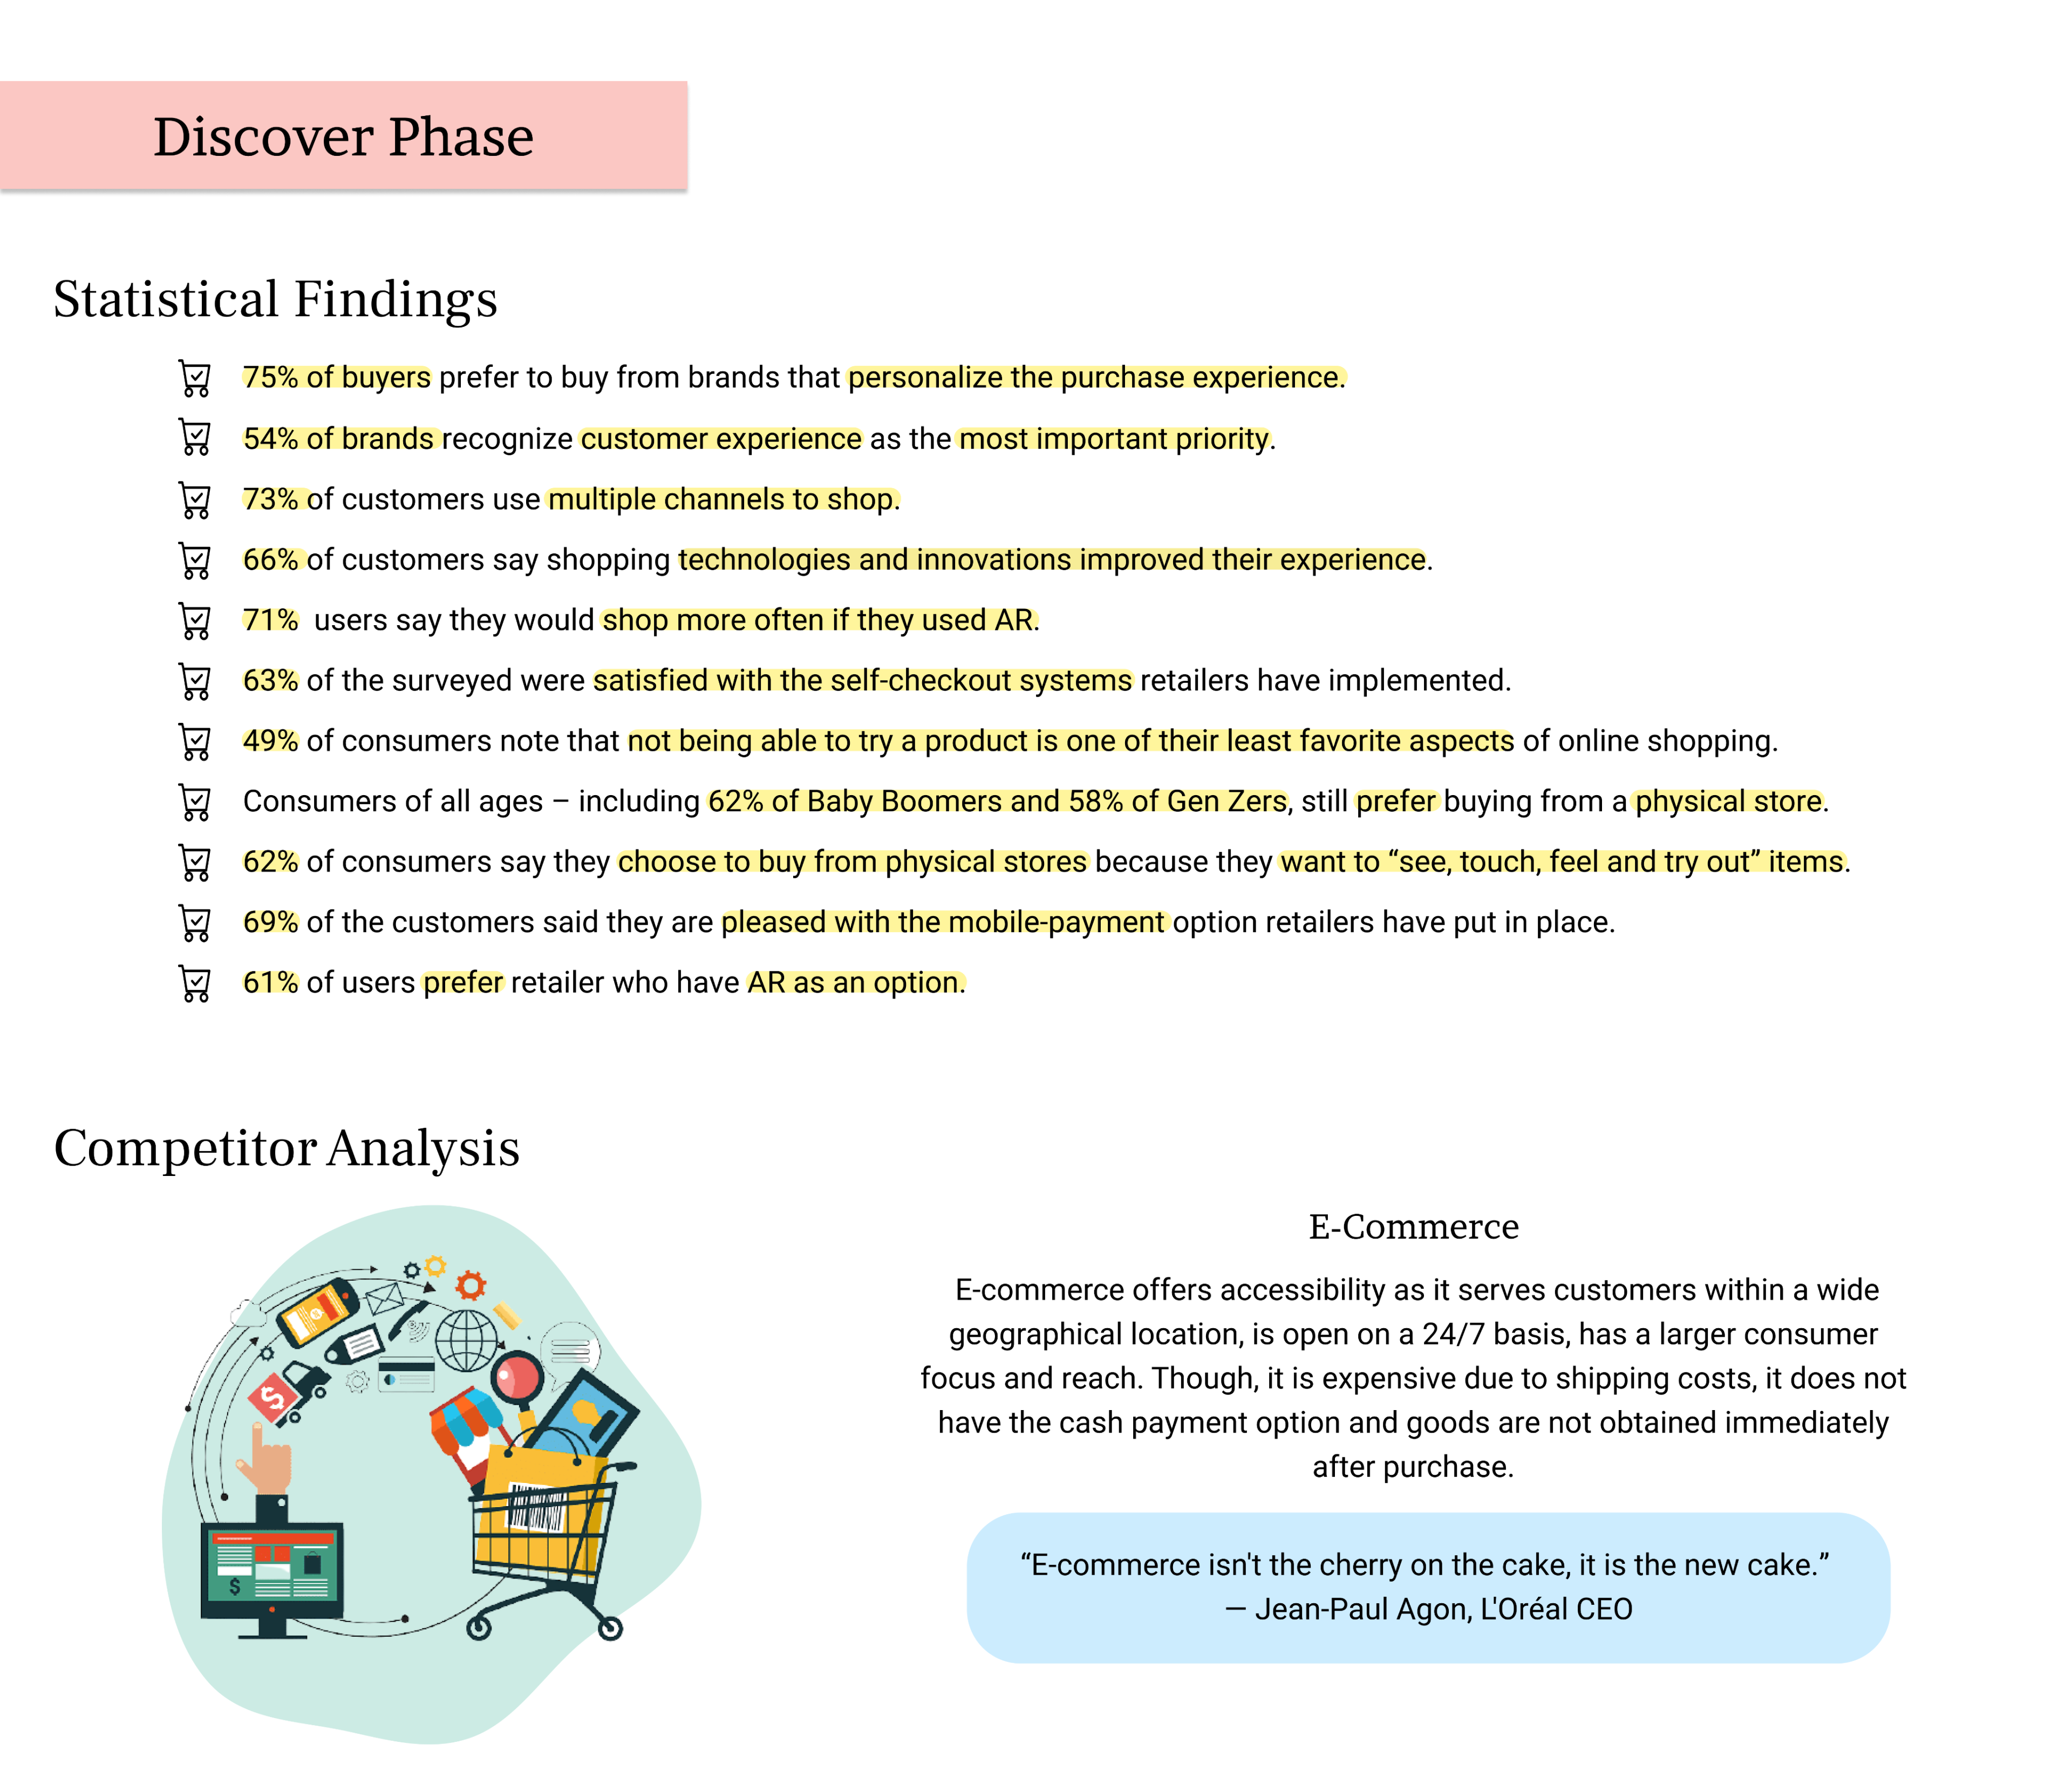 Discover Phase
Statistical Findings
75% of buyers prefer to buy from brands that personalize the purchase experience.
54% of brands recognize customer experience as the most important priority.
73% of customers use multiple channels to shop.
66% of customers say shopping technologies and innovations improved their experience.
71%  users say they would shop more often if they used AR.
63% of the surveyed were satisfied with the self-checkout systems retailers have implemented.
49% of consumers note that not being able to try a product is one of their least favorite aspects of online shopping.
Consumers of all ages – including 62% of Baby Boomers and 58% of Gen Zers, still prefer buying from a physical store.
62% of consumers say they choose to buy from physical stores because they want to “see, touch, feel and try out” items.
69% of the customers said they are pleased with the mobile-payment option retailers have put in place.
61% of users prefer retailer who have AR as an option.
Competitor Analysis
$
$
E-Commerce
E-commerce offers accessibility as it serves customers within a wide
geographical location, is open on a 24/7 basis, has a larger consumer
focus and reach. Though, it is expensive due to shipping costs, it does not
have the cash payment option and goods are not obtained immediately
after purchase.
“E-commerce isn't the cherry on the cake, it is the new cake.”
— Jean-Paul Agon, L'Oréal CEO